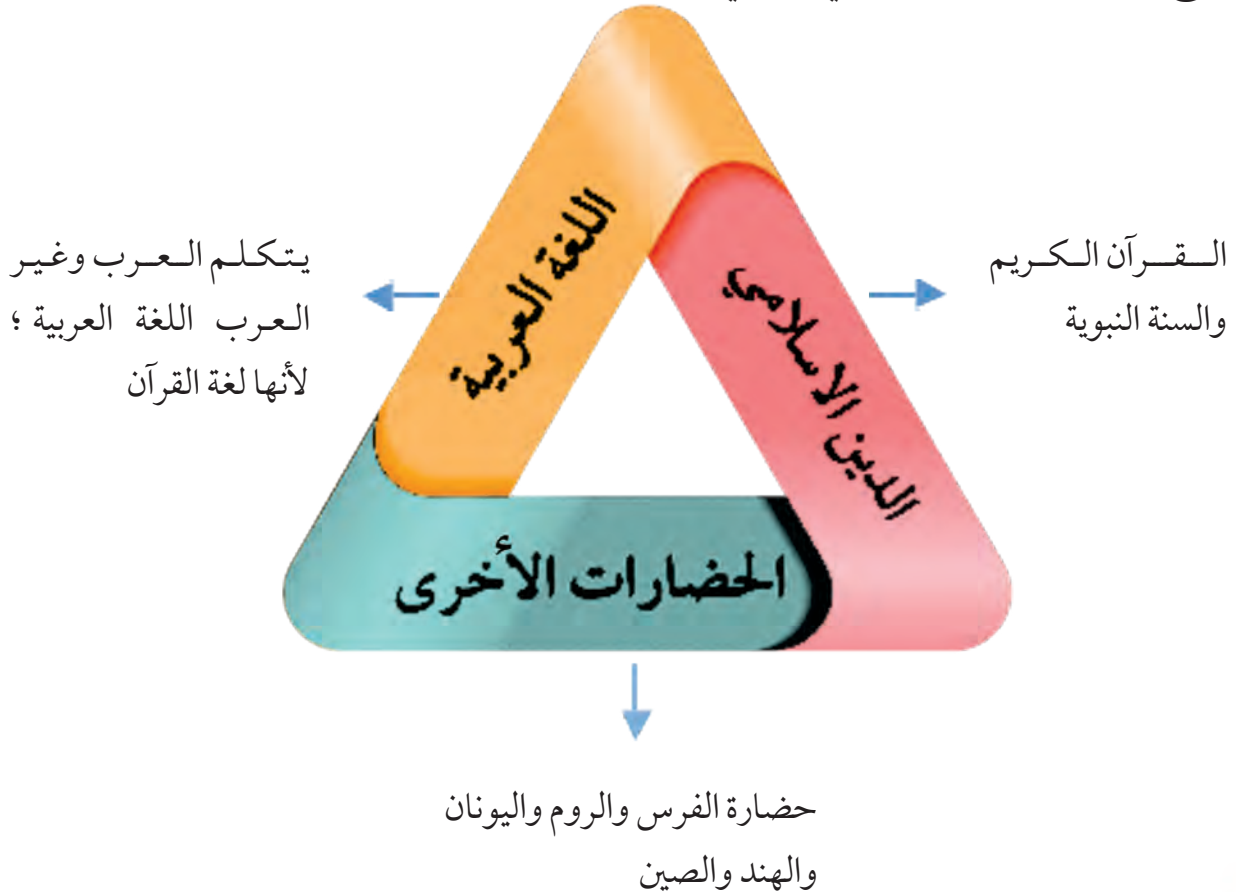 الدين الاسلامي
القرآن الكريم
والسنة النبوية
اللغة العربية
يتكلم العرب وغير
العرب اللغة العربية ؛
لأنها لغة القرآن
الحضارات الأخرى
حضارة الفرس والروم واليونان
والهند والصين